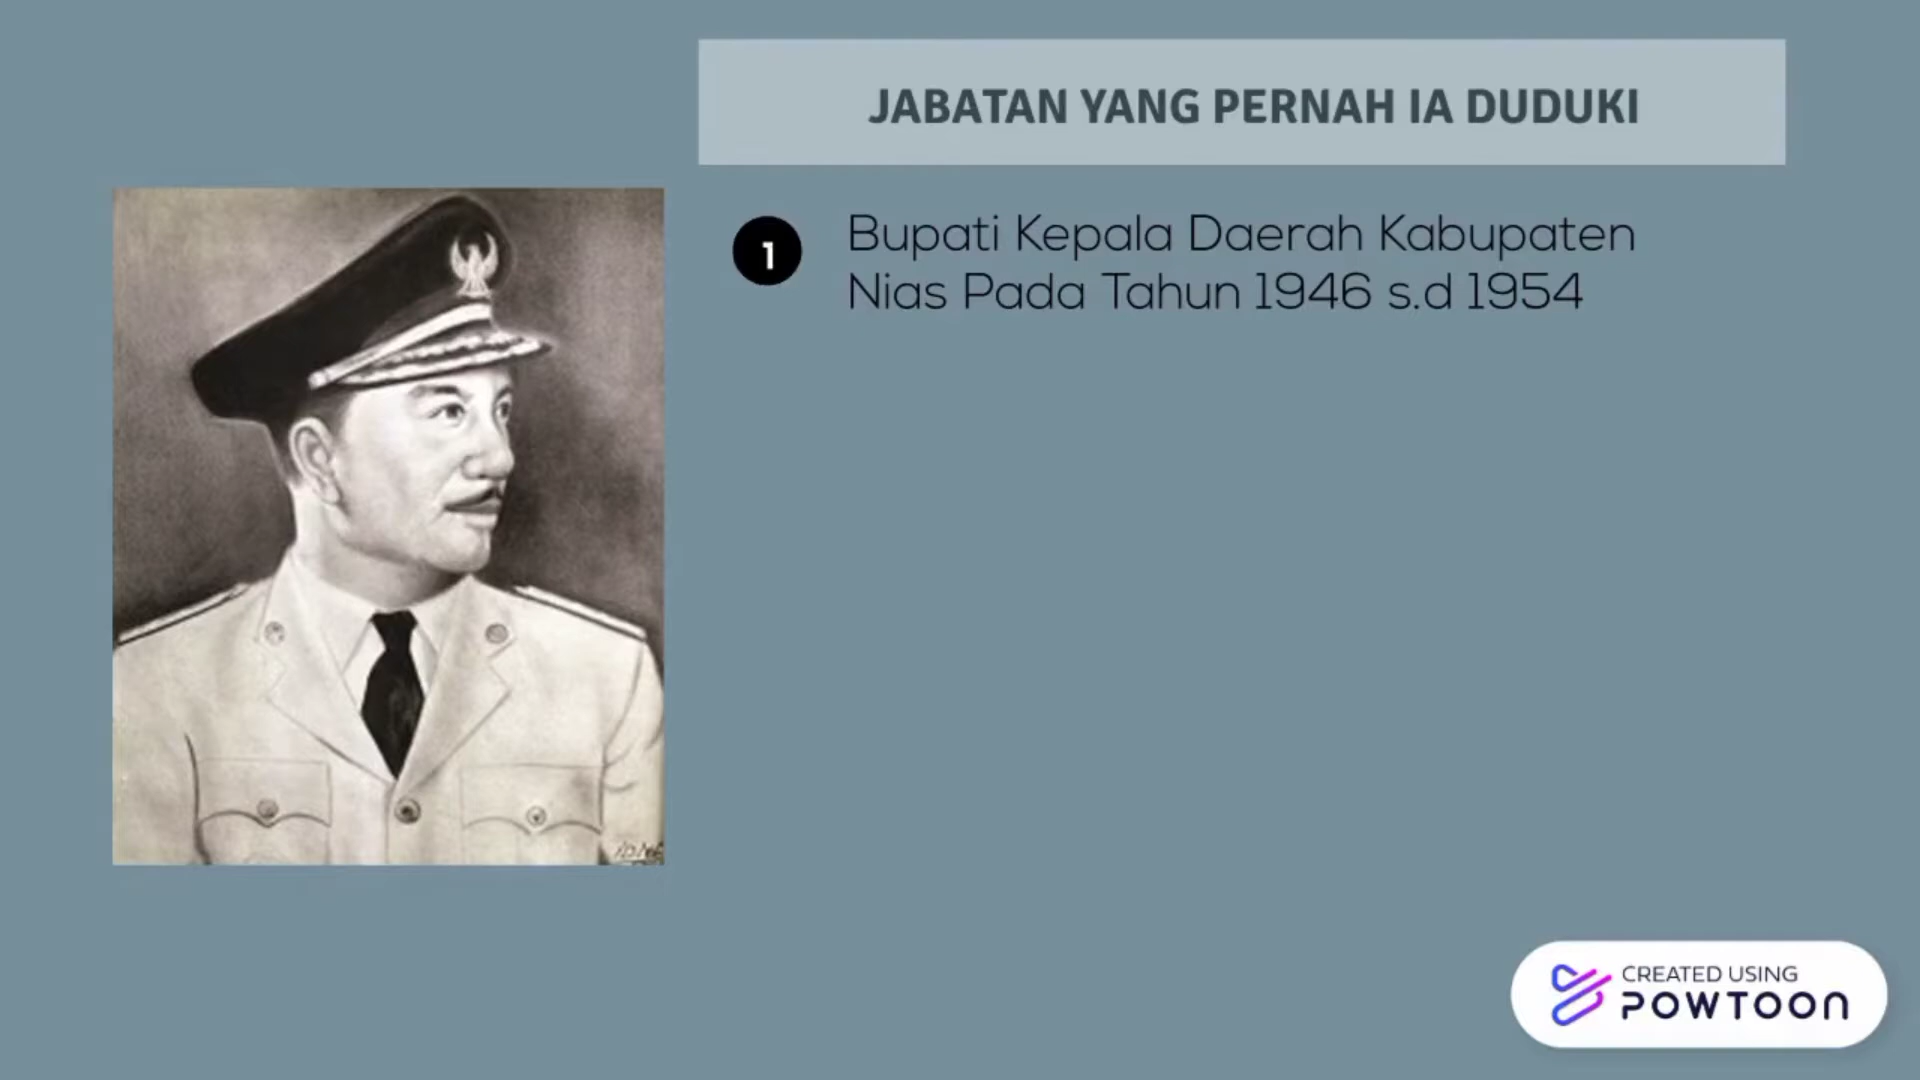 JABATAN YANG PERNAH IA DUDUKI
1
Bupati Kepala Daerah Kabupaten
Nias Pada Tahun 1946 s.d 1954
CREATED USING
POWTOON